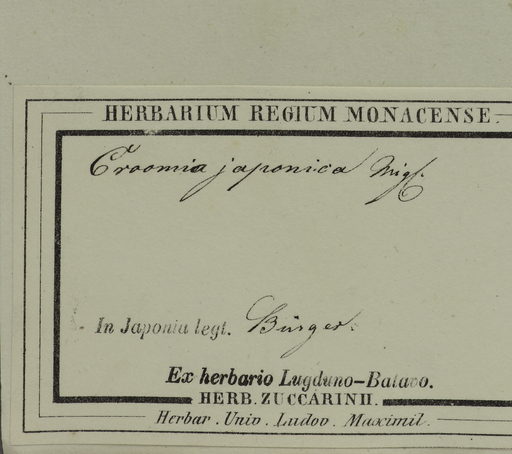 HERBARIUM REGIUM MONACENSE.
Croomia japonica Miq.
In Japonia legt. Bürger.
Ex herbario Lugduno-Batavo.
HERB. ZUCCARINII.
Herbar. Univ. Ludov. Maximil.